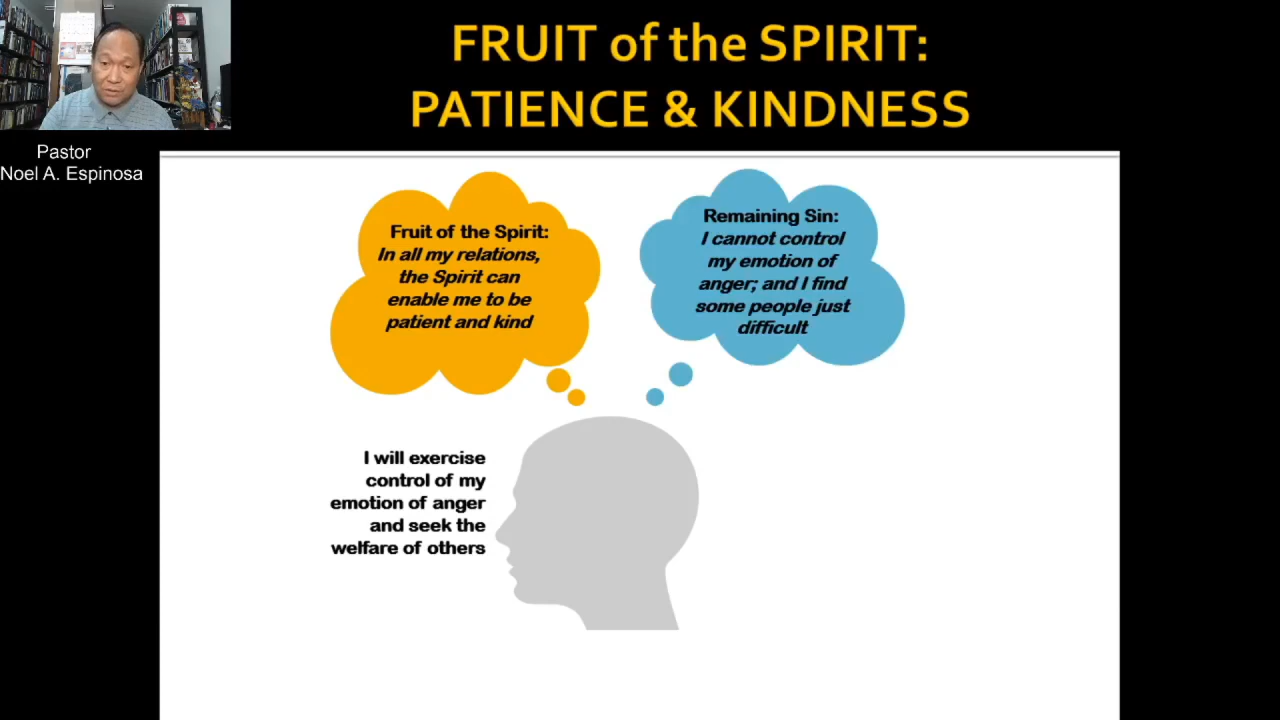 FRUIT of the SPIRIT:
PATIENCE & KINDNESS
Pastor
Noel A. Espinosa
Fruit of the Spirit:
In all my relations,
the Spirit can
enable me to be
patient and kind
Remaining Sin:
I cannot control
my emotion of
anger; and I find
some people just
difficult
I will exercise
control of my
emotion of anger
and seek the
welfare of others